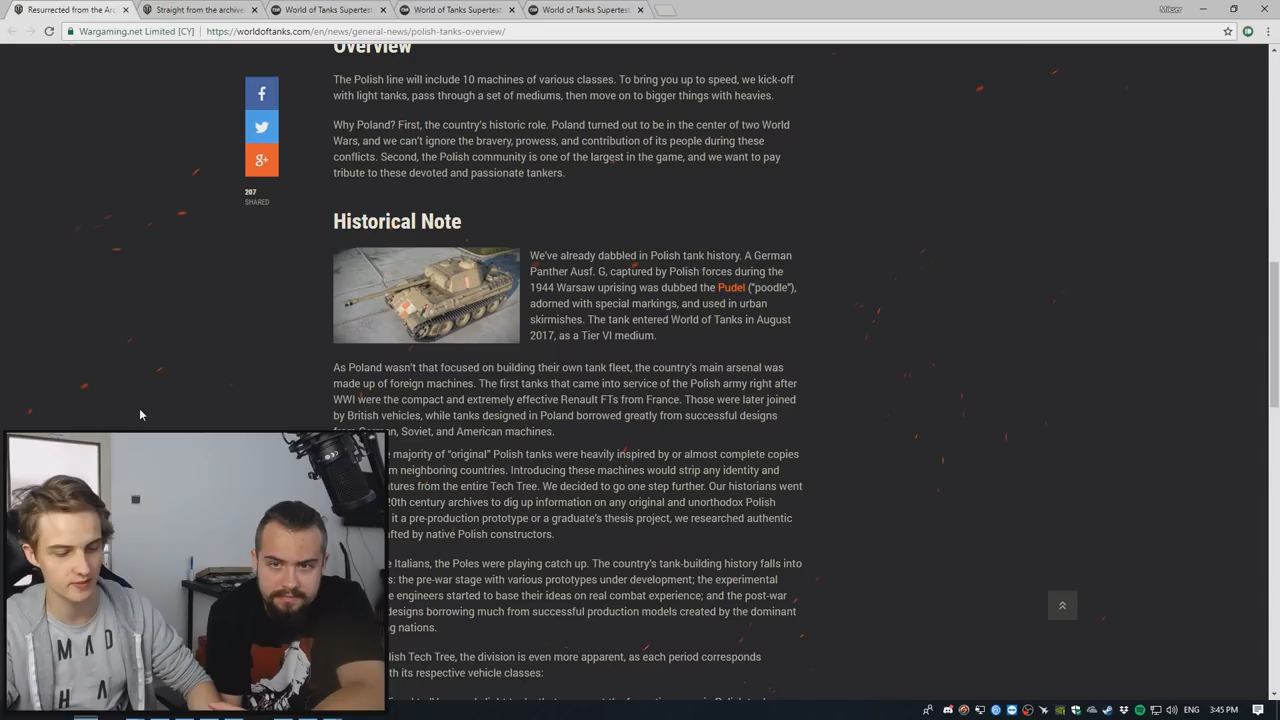 Resurrected from the Arc
Straight from the archive
World of Tanks Supertest
World of Tanks Supertest
World of Tanks Supertest
Wargaming.net Limited [CY]
https://worldoftanks.com/en/news/general-news/polish-tanks-overview/
Overview
The Polish line will include 10 machines of various classes. To bring you up to speed, we kick-off
with light tanks, pass through a set of mediums, then move on to bigger things with heavies.
Why Poland? First, the country's historic role. Poland turned out to be in the center of two World
Wars, and we can't ignore the bravery, prowess, and contribution of its people during these
conflicts. Second, the Polish community is one of the largest in the game, and we want to pay
tribute to these devoted and passionate tankers.
207
SHARED
Historical Note
We've already dabbled in Polish tank history. A German
Panther Ausf. G, captured by Polish forces during the
1944 Warsaw uprising was dubbed the Pudel ("poodle"),
adorned with special markings, and used in urban
skirmishes. The tank entered World of Tanks in August
2017, as a Tier VI medium.
As Poland wasn't that focused on building their own tank fleet, the country's main arsenal was
made up of foreign machines. The first tanks that came into service of the Polish army right after
WWI were the compact and extremely effective Renault FTs from France. Those were later joined
by British vehicles, while tanks designed in Poland borrowed greatly from successful designs
from German, Soviet, and American machines.
majority of "original" Polish tanks were heavily inspired by or almost complete copies
neighboring countries. Introducing these machines would strip any identity and
from the entire Tech Tree. We decided to go one step further. Our historians went
20th century archives to dig up information on any original and unorthodox Polish
it a pre-production prototype or a graduate's thesis project, we researched authentic
by native Polish constructors.
Italians, the Poles were playing catch up. The country's tank-building history falls into
: the pre-war stage with various prototypes under development; the experimental
engineers started to base their ideas on real combat experience; and the post-war
designs borrowing much from successful production models created by the dominant
nations.
Tech Tree, the division is even more apparent, as each period corresponds
its respective vehicle classes:
MAD
HA
ENG
3:45 PM